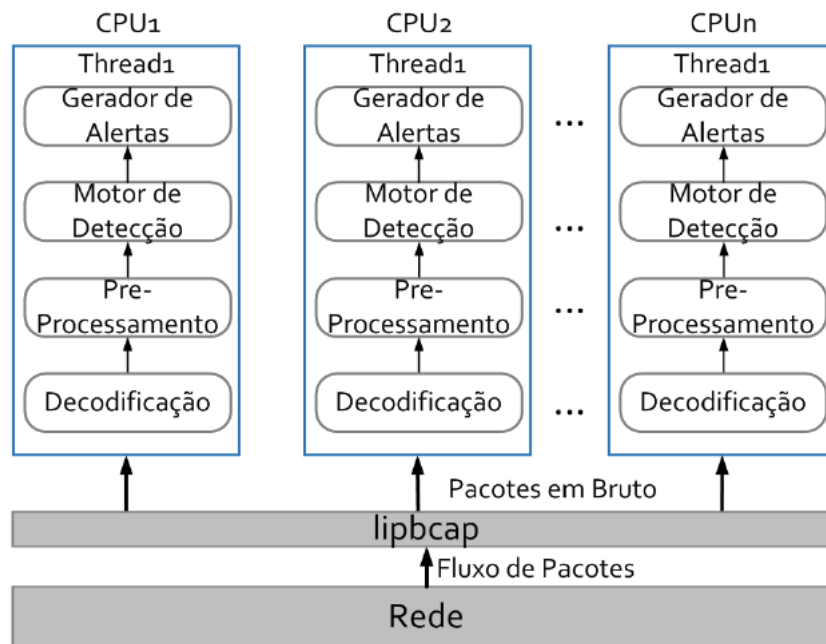 CPU1
Thread1
Gerador de
Alertas
Motor de
Detecção
Pre-
Processamento
Decodificação
CPU2
Thread1
Gerador de
Alertas
Motor de
Detecção
Pre-
Processamento
Decodificação
...
...
...
...
CPUn
Thread1
Gerador de
Alertas
Motor de
Detecção
Pre-
Processamento
Decodificação
Pacotes em Bruto
lipbcap
Fluxo de Pacotes
Rede